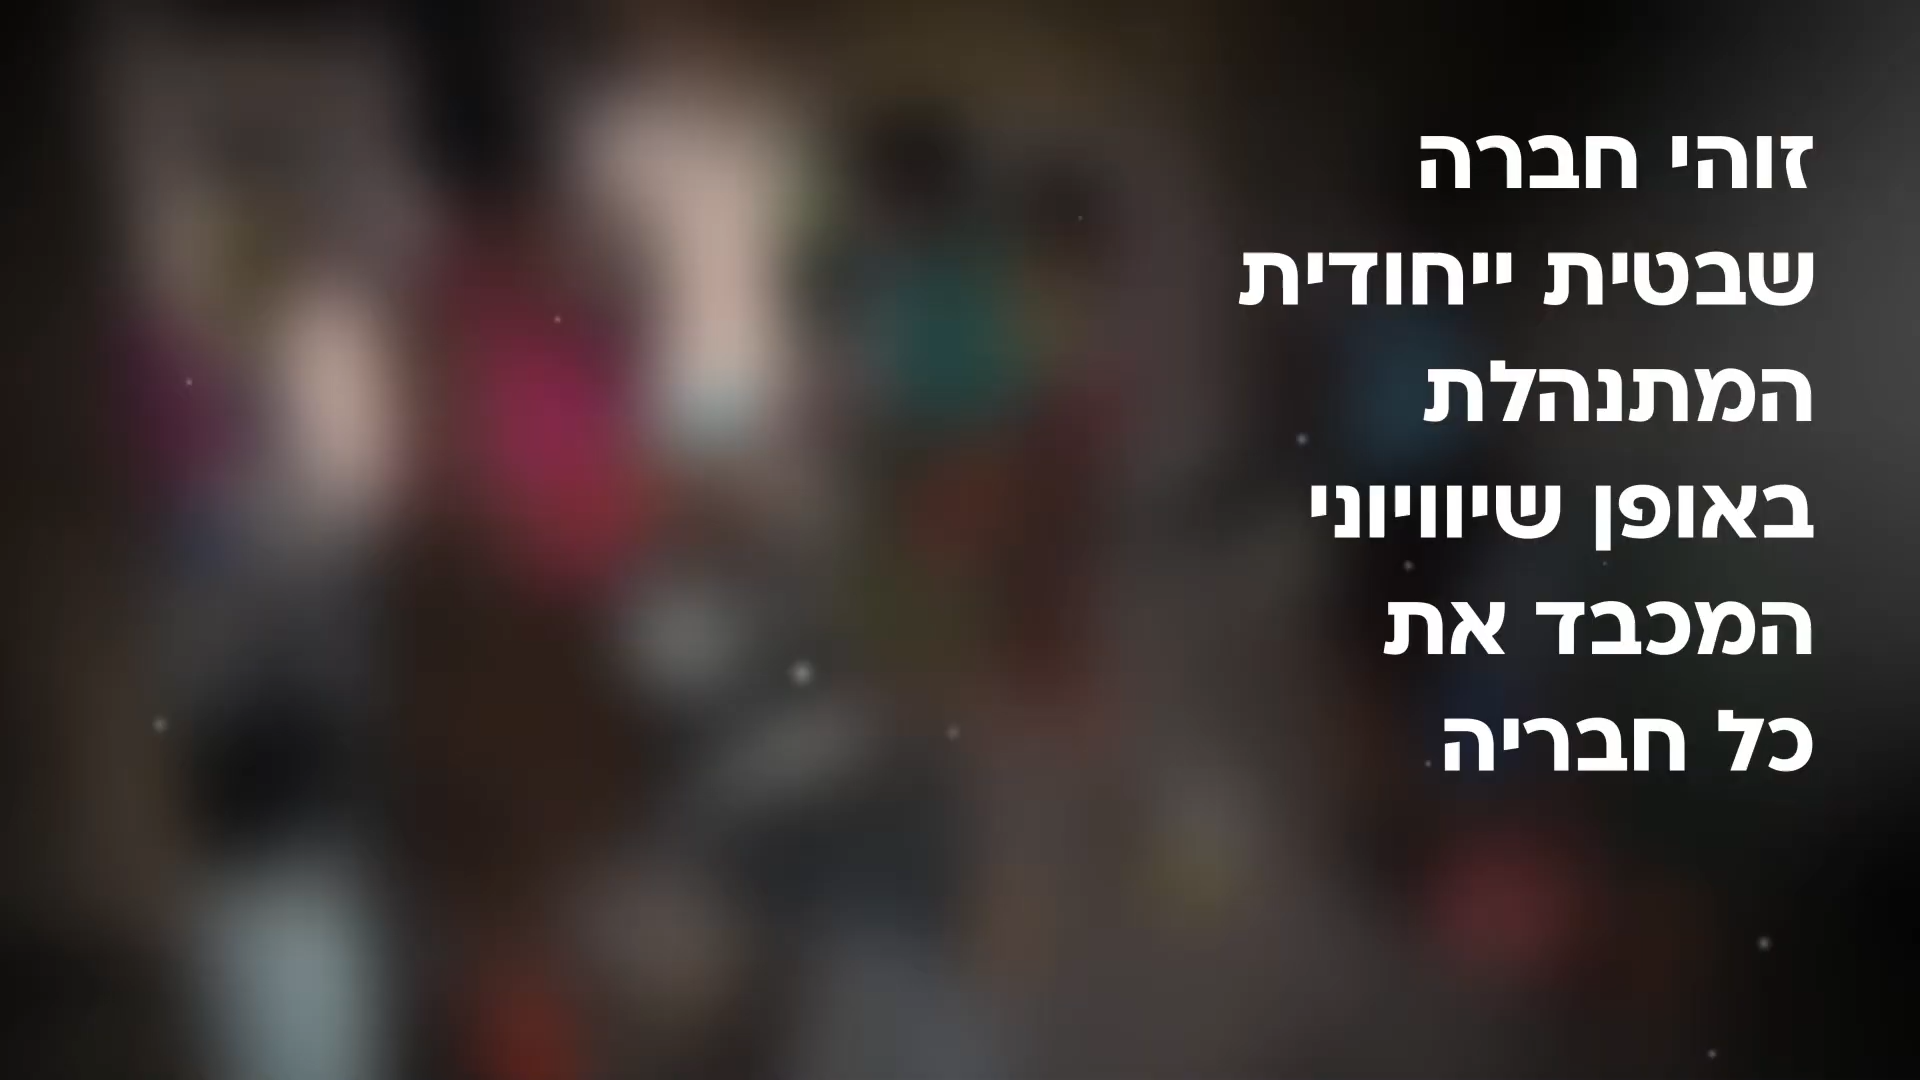 זוהי חברה
שבטית ייחודית
המתנהלת
באופן שיוויוני
המכבד את
כל חבריה